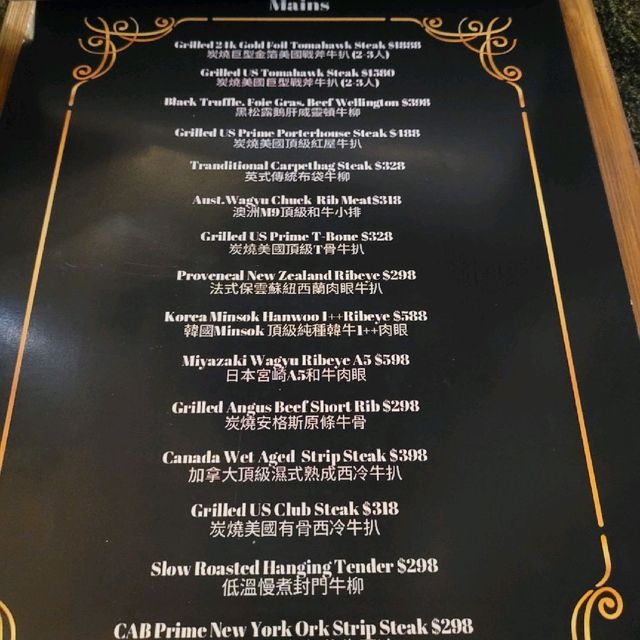 Mains
Grilled 24k Gold Foil Tomahawk Steak $1888
炭燒巨型金箔美國戰斧牛扒 (2-3人)
Grilled US Tomahawk Steak $1380
炭燒美國巨型戰斧牛扒 (2-3人)
Black Truffle, Foie Gras, Beef Wellington $398
黑松露鵝肝威靈頓牛柳
Grilled US Prime Porterhouse Steak $488
炭燒美國頂級紅屋牛扒
Tranditional Carpetbag Steak $328
英式傳統布袋牛柳
Aust.Wagyu Chuck Rib Meat$318
澳洲M9頂級和牛小排
Grilled US Prime T-Bone $328
炭燒美國頂級T骨牛扒
Provencal New Zealand Ribeye $298
法式保雲蘇紐西蘭肉眼牛扒
Korea Minsok Hanwoo 1++Ribeye $588
韓國Minsok 頂級純種韓牛1++肉眼
Miyazaki Wagyu Ribeye A5 $598
日本宮崎A5和牛肉眼
Grilled Angus Beef Short Rib $298
炭燒安格斯原條牛骨
Canada Wet Aged Strip Steak $398
加拿大頂級濕式熟成西冷牛扒
Grilled US Club Steak $318
炭燒美國有骨西冷牛扒
Slow Roasted Hanging Tender $298
低溫慢煮封門牛柳
CAB Prime New York Ork Strip Steak $298